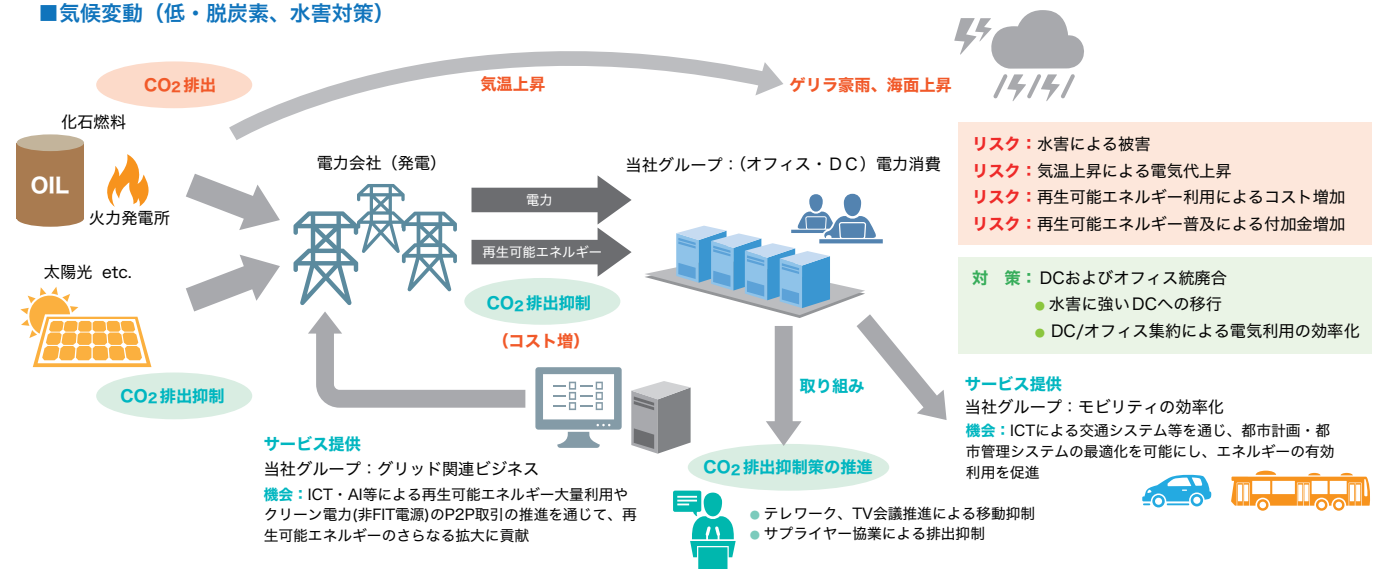 ■気候変動（低・脱炭素、水害対策）
CO2排出
気温上昇
ゲリラ豪雨、海面上昇
化石燃料
OIL
火力発電所
太陽光 etc.
CO2排出抑制
電力会社（発電）
電力
再生可能エネルギー
CO2排出抑制
（コスト増）
当社グループ：（オフィス・ＤＣ）電力消費
リスク：水害による被害
リスク：気温上昇による電気代上昇
リスク：再生可能エネルギー利用によるコスト増加
リスク：再生可能エネルギー普及による付加金増加
対　策：DCおよびオフィス統廃合
● 水害に強いDCへの移行
● DC/オフィス集約による電気利用の効率化
サービス提供
当社グループ：グリッド関連ビジネス
機会：ICT・AI等による再生可能エネルギー大量利用や
クリーン電力(非FIT電源)のP2P取引の推進を通じて、再
生可能エネルギーのさらなる拡大に貢献
取り組み
CO2排出抑制策の推進
● テレワーク、TV会議推進による移動抑制
● サプライヤー協業による排出抑制
サービス提供
当社グループ：モビリティの効率化
機会：ICTによる交通システム等を通じ、都市計画・都
市管理システムの最適化を可能にし、エネルギーの有効
利用を促進